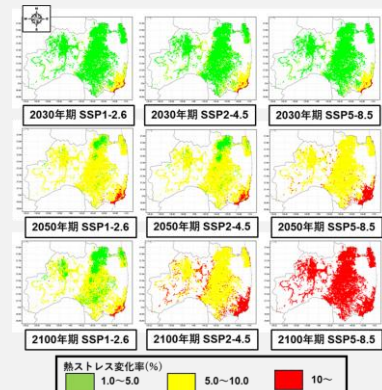 2030年期 SSP1-2.6
2030年期 SSP2-4.5
2030年期 SSP5-8.5
2050年期 SSP1-2.6
2050年期 SSP2-4.5
2050年期 SSP5-8.5
2100年期 SSP1-2.6
2100年期 SSP2-4.5
2100年期 SSP5-8.5
熱ストレス変化率(%)
1.0～5.0 5.0～10.0 10～